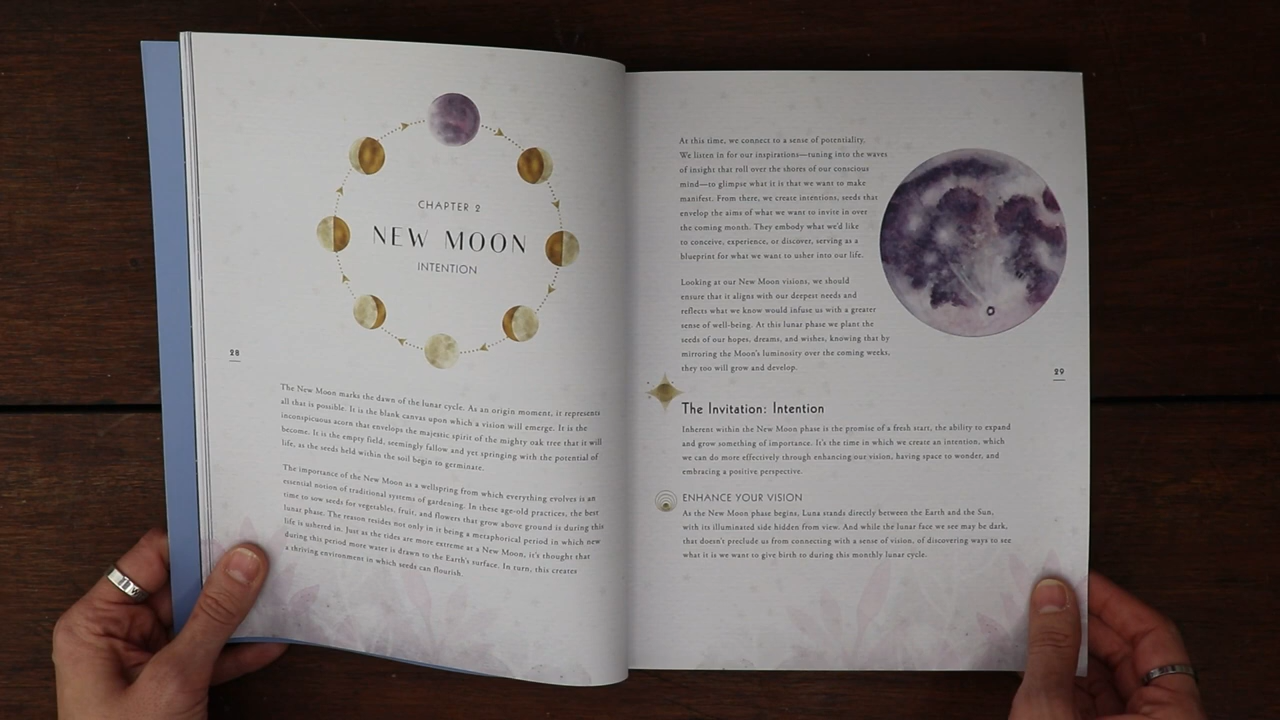 CHAPTER 2
NEW MOON
INTENTION
28
The New Moon marks the dawn of the lunar cycle. As an origin moment, it represents
all that is possible. It is the blank canvas upon which a vision will emerge. It is the
inconspicuous acorn that envelops the majestic spirit of the mighty oak tree that it will
become. It is the empty field, seemingly fallow and yet springing with the potential of
life, as the seeds held within the soil begin to germinate.
The importance of the New Moon as a wellspring from which everything evolves is an
essential notion of traditional systems of gardening. In these age-old practices, the best
time to sow seeds for vegetables, fruit, and flowers that grow above ground is during this
lunar phase. The reason resides not only in it being a metaphorical period in which new
life is ushered in. Just as the tides are more extreme at a New Moon, it's thought that
during this period more water is drawn to the Earth's surface. In turn, this creates
a thriving environment in which seeds can flourish.
At this time, we connect to a sense of potentiality.
We listen in for our inspirations—tuning into the waves
of insight that roll over the shores of our conscious
mind—to glimpse what it is that we want to make
manifest. From there, we create intentions, seeds that
envelop the aims of what we want to invite in over
the coming month. They embody what we'd like
to conceive, experience, or discover, serving as a
blueprint for what we want to usher into our life.
Looking at our New Moon visions, we should
ensure that it aligns with our deepest needs and
reflects what we know would infuse us with a greater
sense of well-being. At this lunar phase we plant the
seeds of our hopes, dreams, and wishes, knowing that by
mirroring the Moon's luminosity over the coming weeks,
they too will grow and develop.
29
The Invitation: Intention
Inherent within the New Moon phase is the promise of a fresh start, the ability to expand
and grow something of importance. It's the time in which we create an intention, which
we can do more effectively through enhancing our vision, having space to wonder, and
embracing a positive perspective.
ENHANCE YOUR VISION
As the New Moon phase begins, Luna stands directly between the Earth and the Sun,
with its illuminated side hidden from view. And while the lunar face we see may be dark,
that doesn't preclude us from connecting with a sense of vision, of discovering ways to see
what it is we want to give birth to during this monthly lunar cycle.